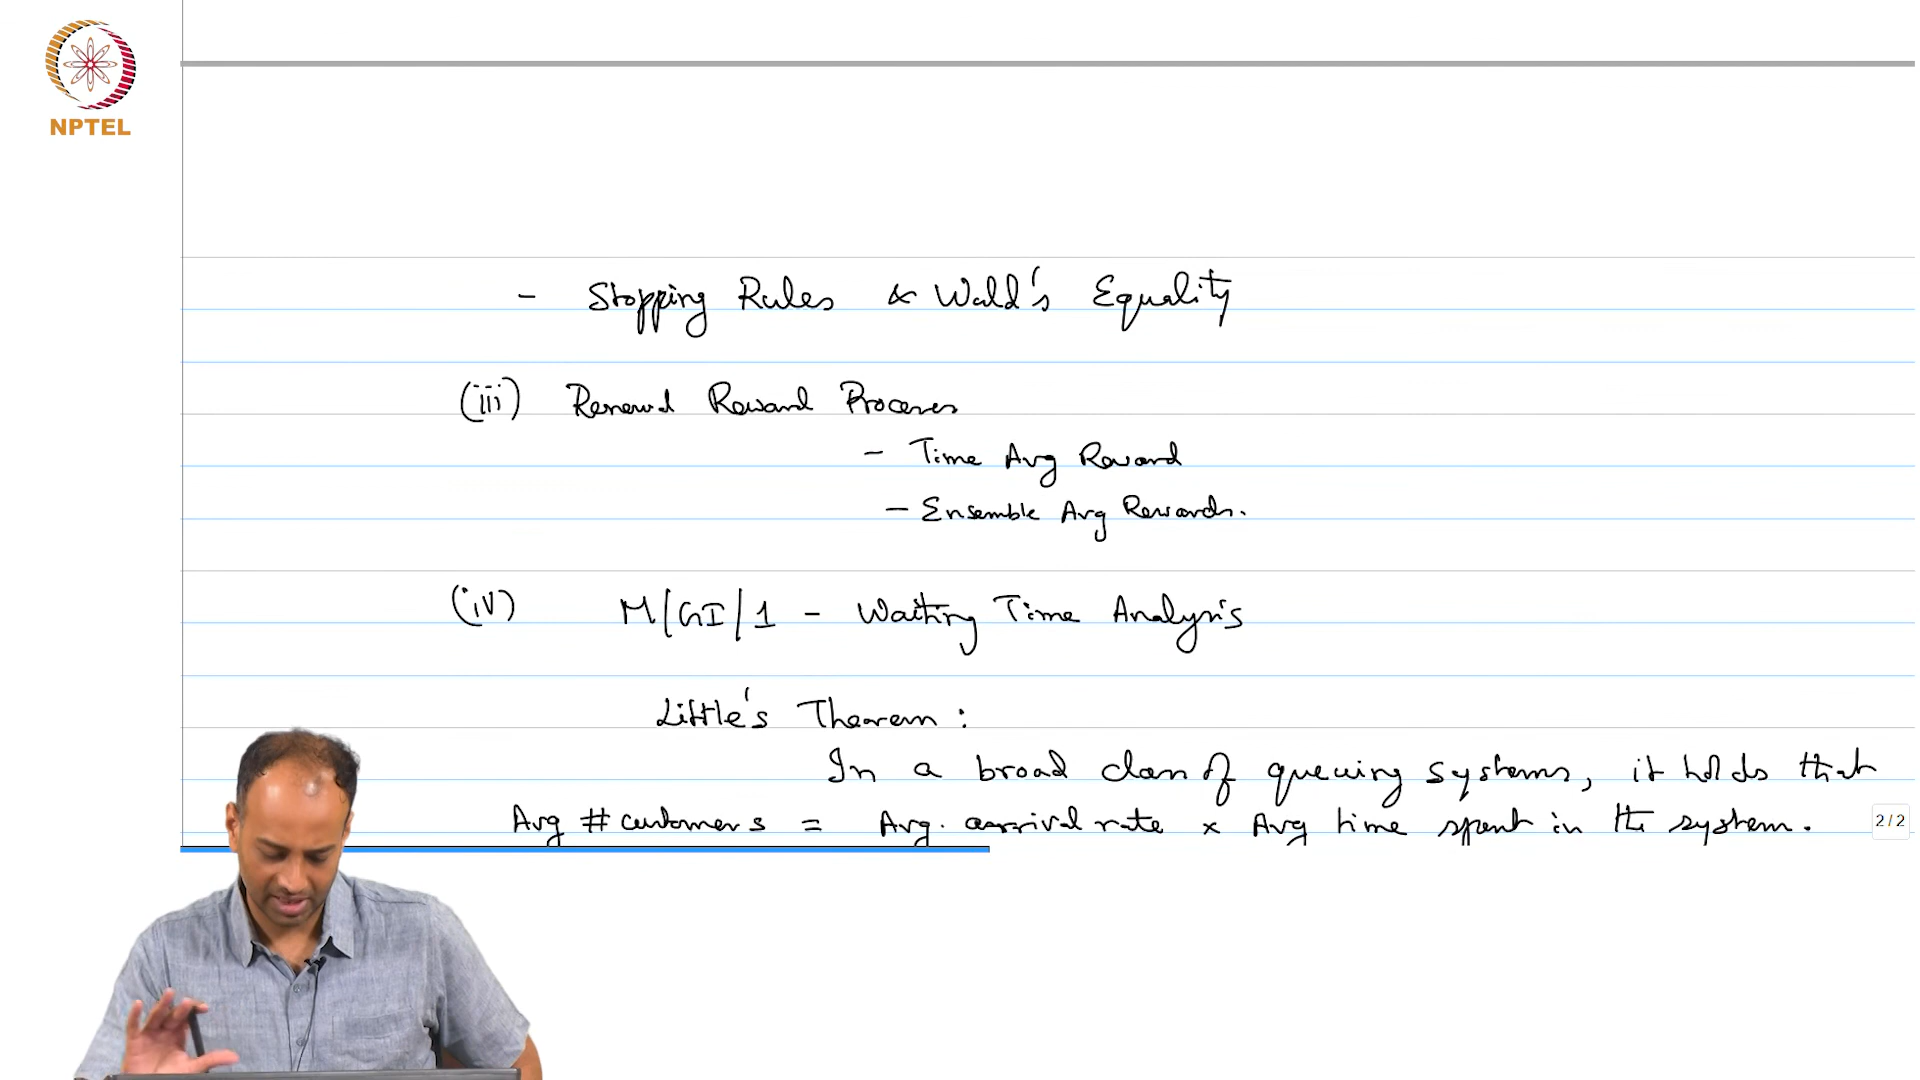 NPTEL
- Stopping Rules & Wald's Equality
(iii) Renewal Reward Processes
- Time Avg Reward
- Ensemble Avg Rewards.
(iv) M/GI/1 - Waiting Time Analysis
Little's Theorem:
In a broad class of queuing systems, it holds that
Avg # customers = Avg. arrival rate x Avg time spent in the system.
2/2